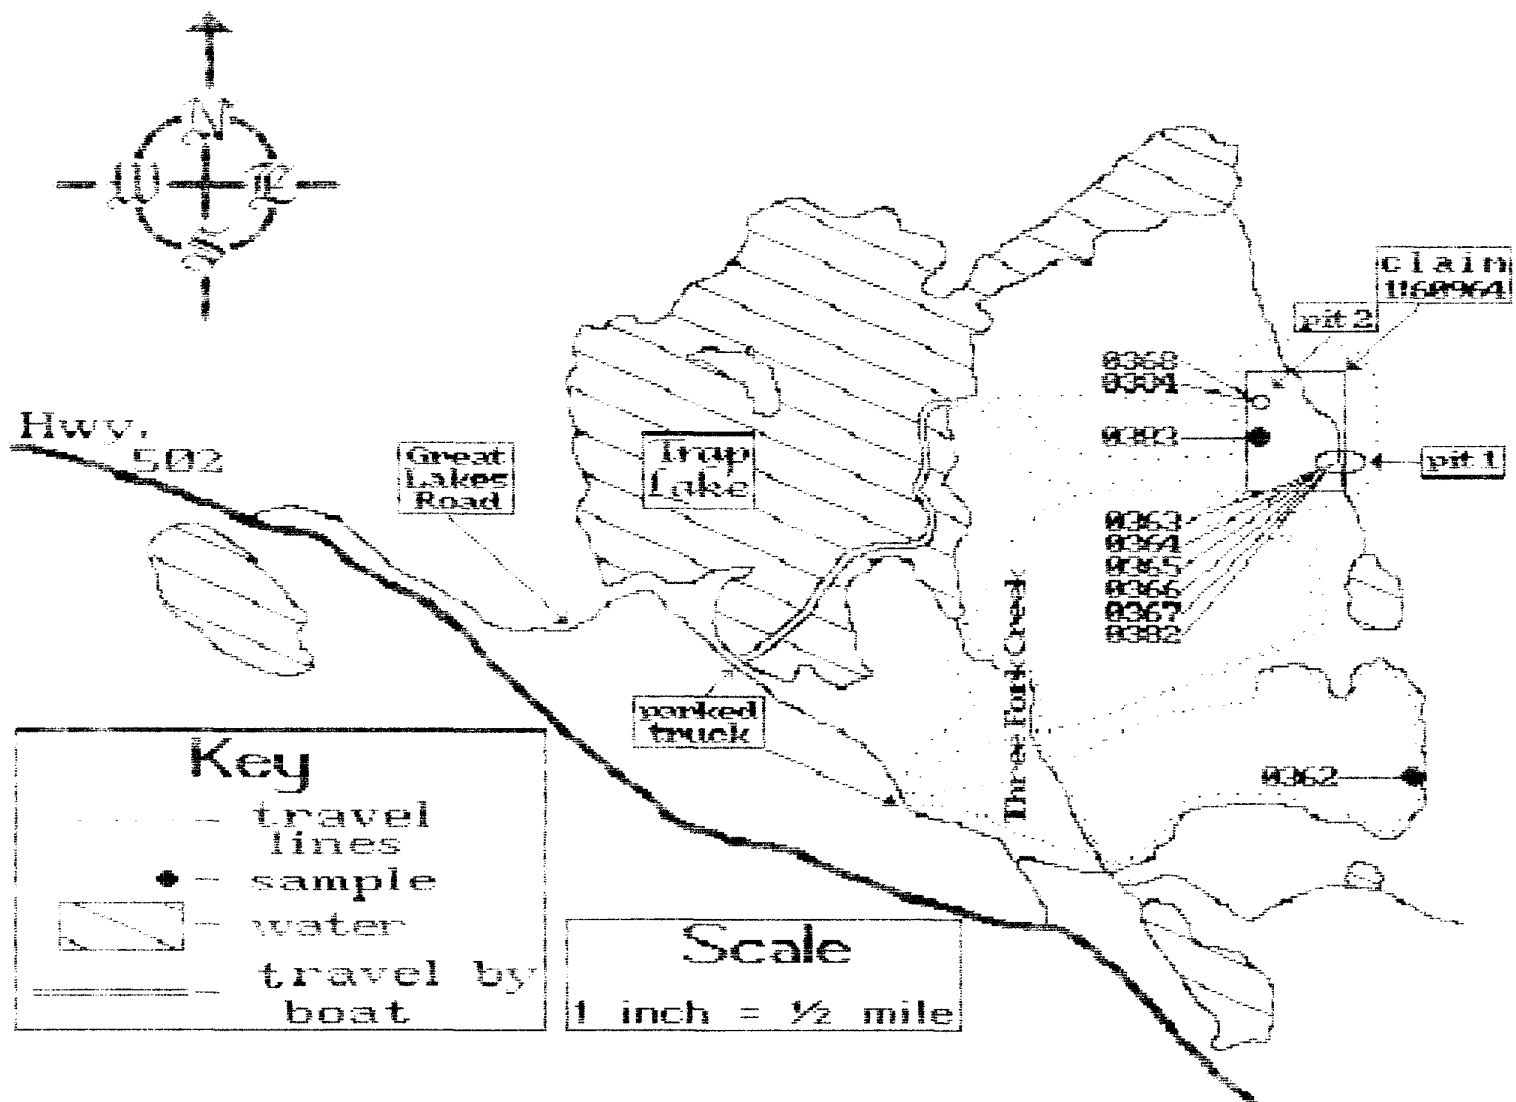 N
W E
S
clain
1160964
pit 2
0368
0384
0383
pit 1
Hwy.
502
Great
Lakes
Road
Trap
Lake
0363
0364
0365
0366
0367
0382
Three Fork Creek
parked
truck
0362
Key
travel
lines
sample
water
travel by
boat
Scale
1 inch = ½ mile